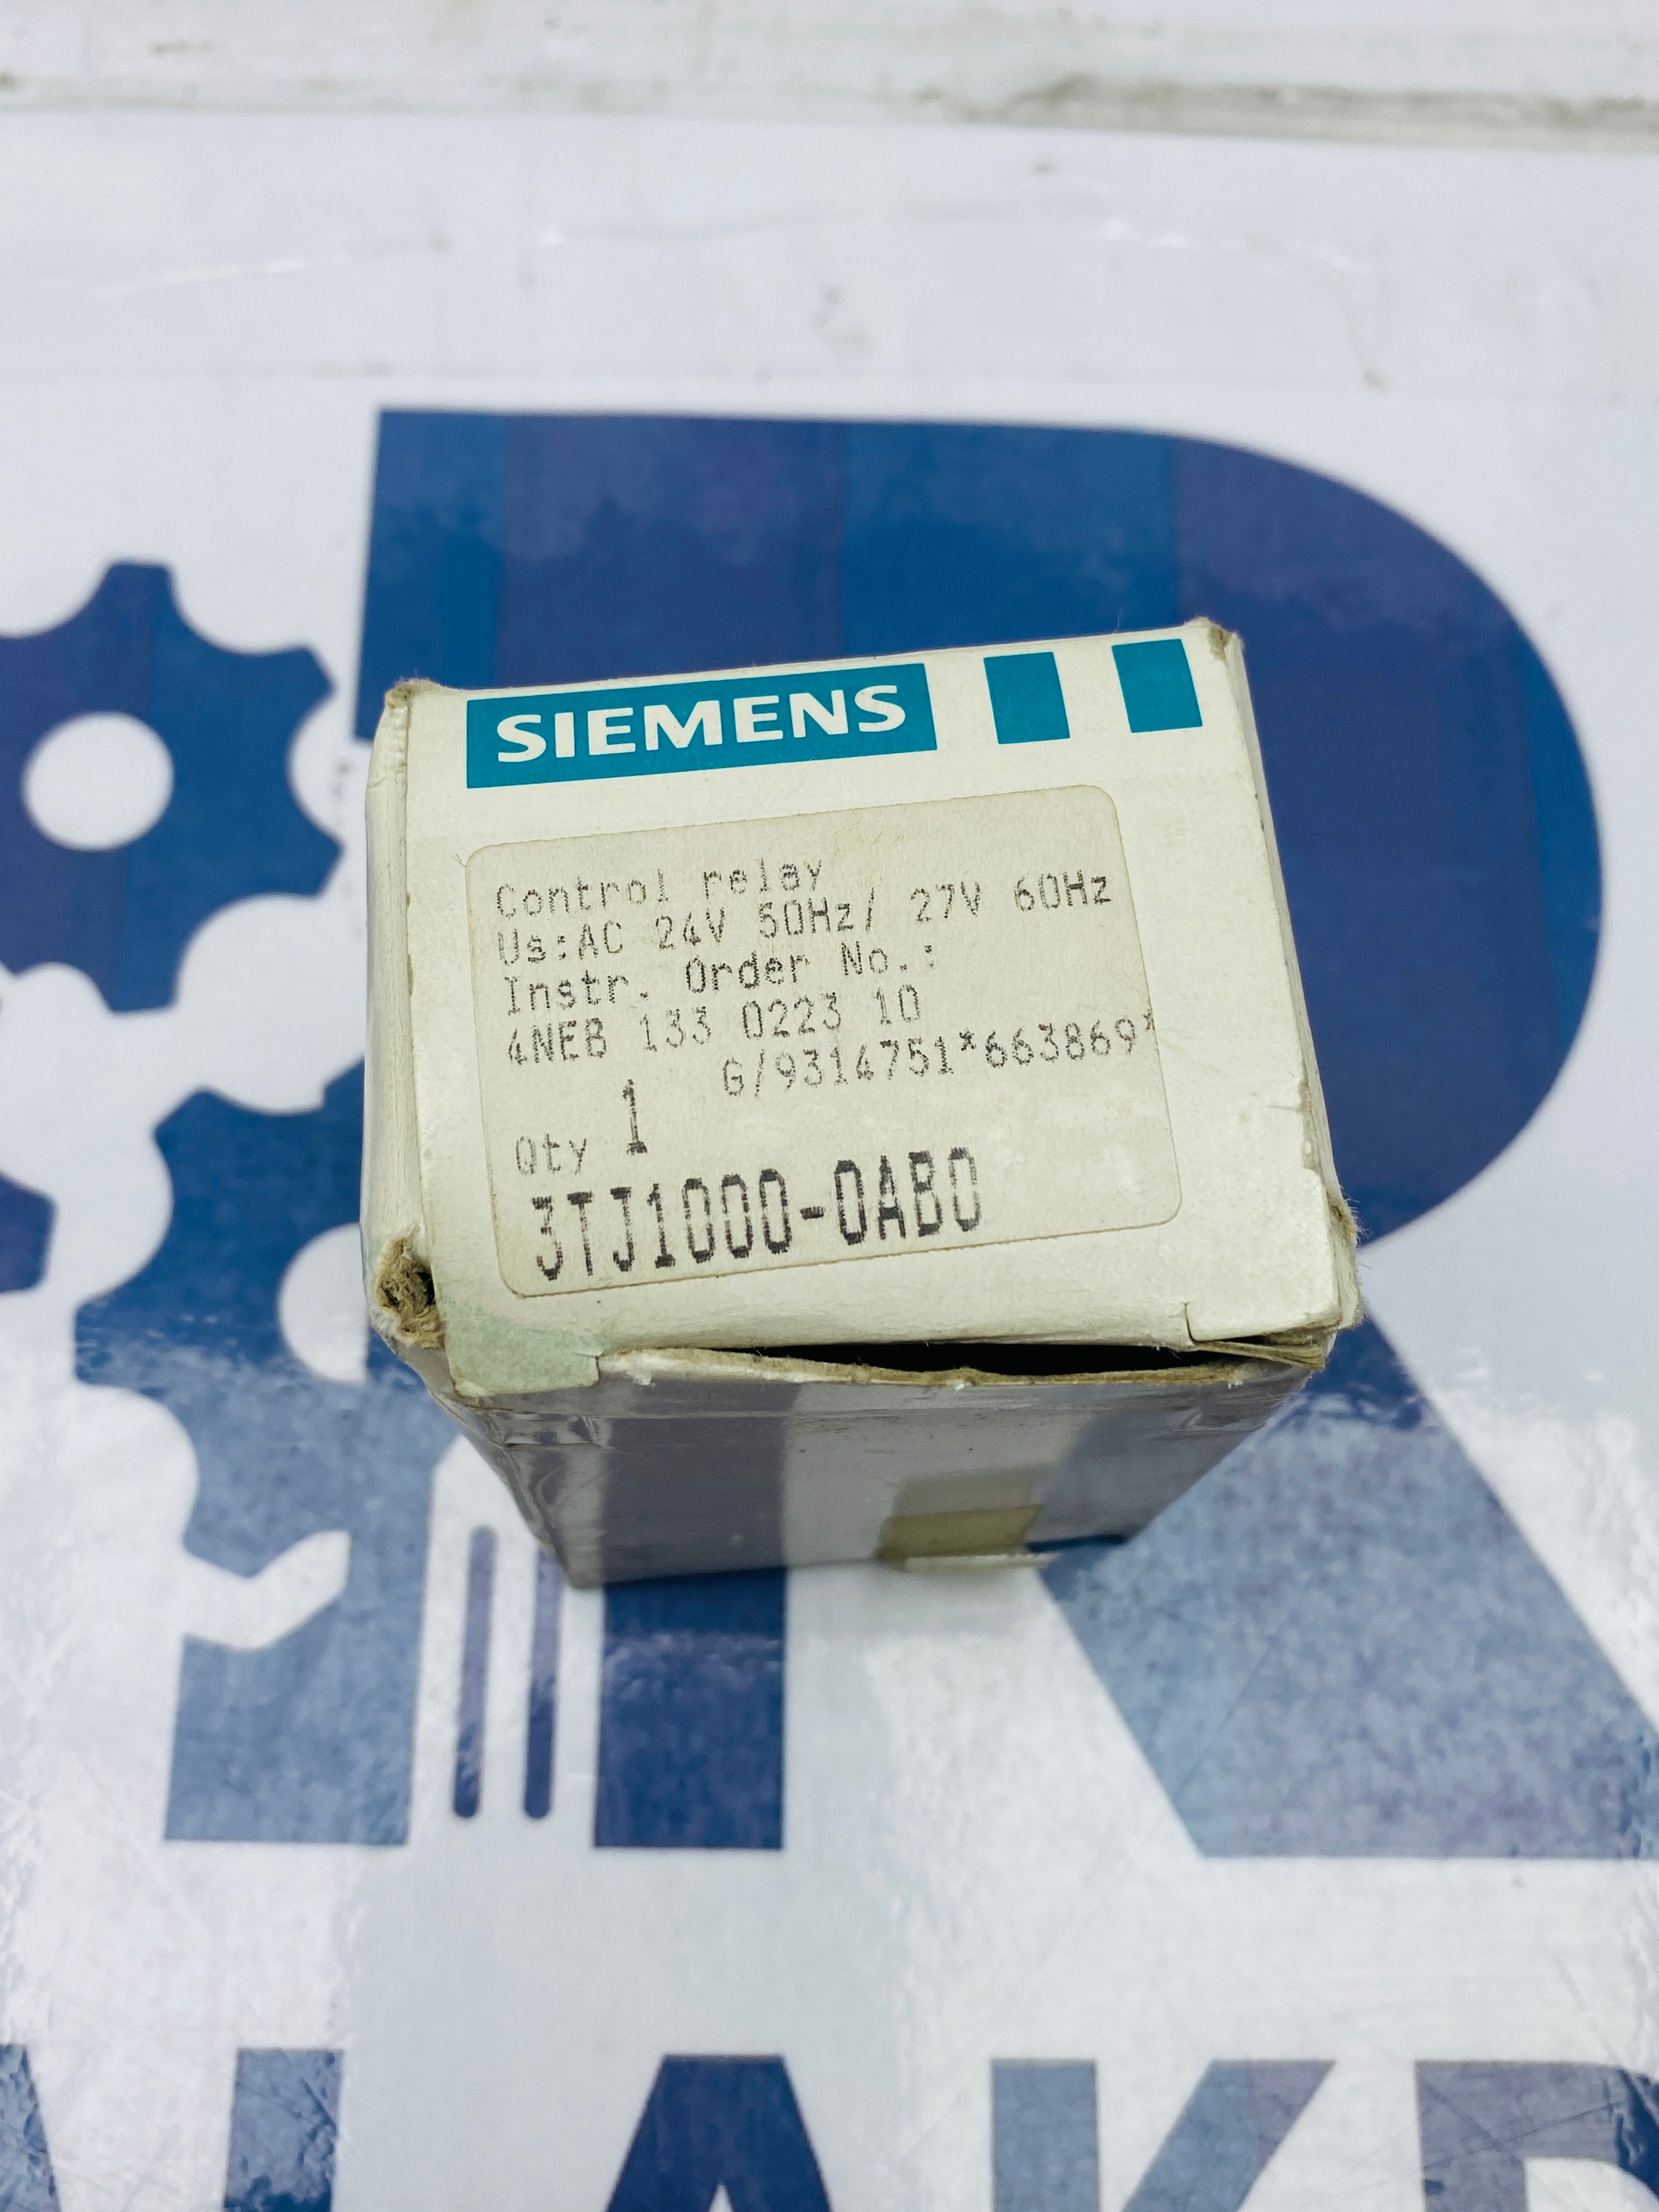 SIEMENS
Control relay
Us:AC 24V 50Hz/ 27V 60Hz
Instr. Order No.:
4NEB 133 0223 10
G/9314751*663869*
Qty 1
3TJ1000-0AB0